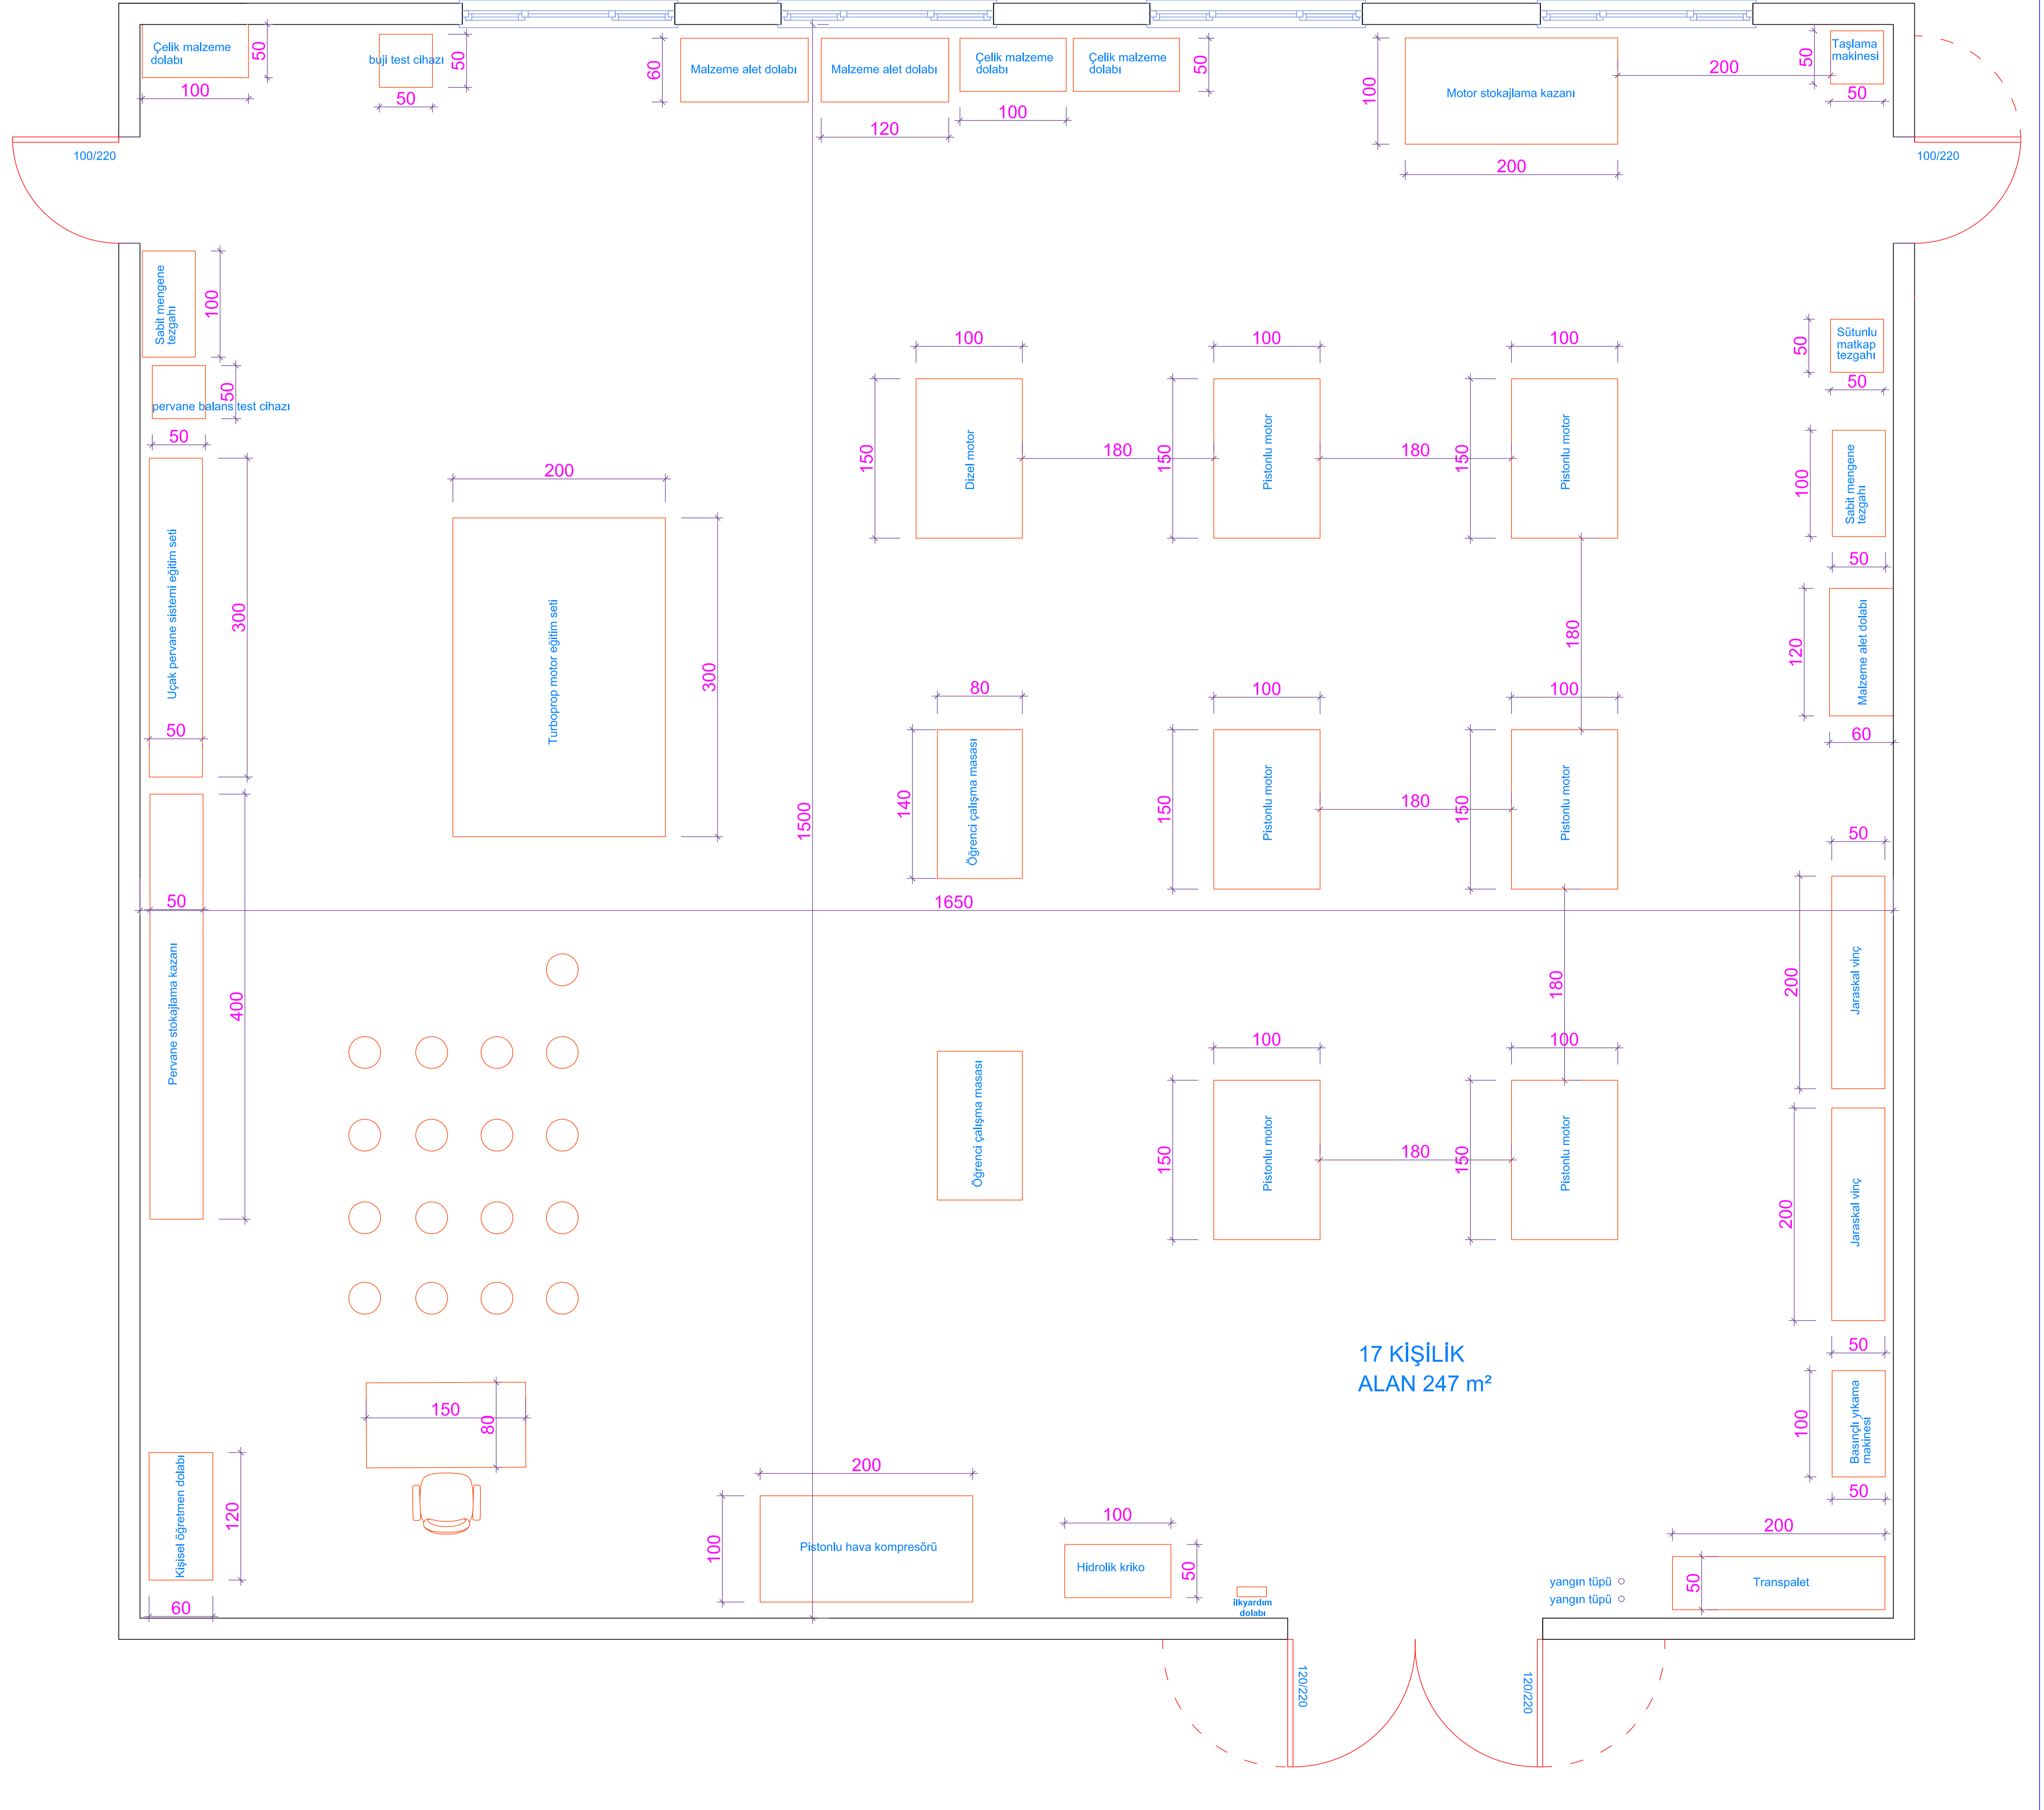 Çelik malzeme
dolabı
50
100
buji test cihazı
50
50
60
Malzeme alet dolabı
Malzeme alet dolabı
120
Çelik malzeme
dolabı
100
Çelik malzeme
dolabı
50
100
Motor stokajlama kazanı
200
200
Taşlama
makinesi
50
50
100/220
100/220
Sabit mengene
tezgahı
100
50
pervane balans test cihazı
50
Uçak pervane sistemi eğitim seti
300
50
200
Turboprop motor eğitim seti
300
100
150
Dizel motor
180
100
150
Pistonlu motor
180
100
150
Pistonlu motor
180
50
Sütunlu
matkap
tezgahı
50
100
Sabit mengene
tezgahı
50
120
Malzeme alet dolabı
60
80
140
Öğrenci çalışma masası
100
150
Pistonlu motor
180
100
150
Pistonlu motor
1500
1650
50
Pervane stokajlama kazanı
400
180
50
200
Jaraskal vinç
Öğrenci çalışma masası
100
150
Pistonlu motor
180
100
150
Pistonlu motor
200
Jaraskal vinç
50
17 KİŞİLİK
ALAN 247 m²
100
Basınçlı yıkama
makinesi
50
150
80
Kişisel öğretmen dolabı
120
60
200
100
Pistonlu hava kompresörü
100
Hidrolik kriko
50
ilkyardım
dolabı
yangın tüpü
yangın tüpü
200
50
Transpalet
120/220
120/220